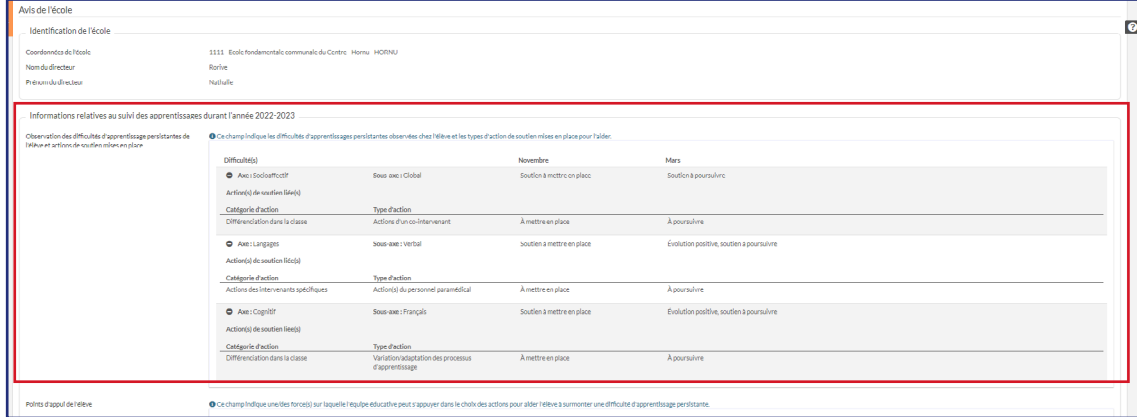 Avis de l'école
Identification de l'école
Coordonnées de l'école 1111 Ecole fondamentale communale du Centre Hornu HORNU
Nom du directeur Rorive
Prénom du directeur Nathalie
Informations relatives au suivi des apprentissages durant l'année 2022-2023
Observation des difficultés d'apprentissage persistantes de Ce champ indique les difficultés d'apprentissages persistantes observées chez l'élève et les types d'action de soutien mises en place pour l'aider.
l'élève et actions de soutien mises en place
Difficulté(s) Novembre Mars
Axe : Socioaffectif Sous-axe : Global Soutien à mettre en place Soutien à poursuivre
Action(s) de soutien liée(s)
Catégorie d'action Type d'action
Différenciation dans la classe Actions d'un co-intervenant À mettre en place À poursuivre
Axe : Langages Sous-axe : Verbal Soutien à mettre en place Évolution positive, soutien à poursuivre
Action(s) de soutien liée(s)
Catégorie d'action Type d'action
Actions des intervenants spécifiques Action(s) du personnel paramédical À mettre en place À poursuivre
Axe : Cognitif Sous-axe : Français Soutien à mettre en place Évolution positive, soutien à poursuivre
Action(s) de soutien liée(s)
Catégorie d'action Type d'action
Différenciation dans la classe Variation/adaptation des processus À mettre en place À poursuivre
d'apprentissage
Points d'appui de l'élève Ce champ indique une/des force(s) sur laquelle l'équipe éducative peut s'appuyer dans le choix des actions pour aider l'élève à surmonter une difficulté d'apprentissage persistante.